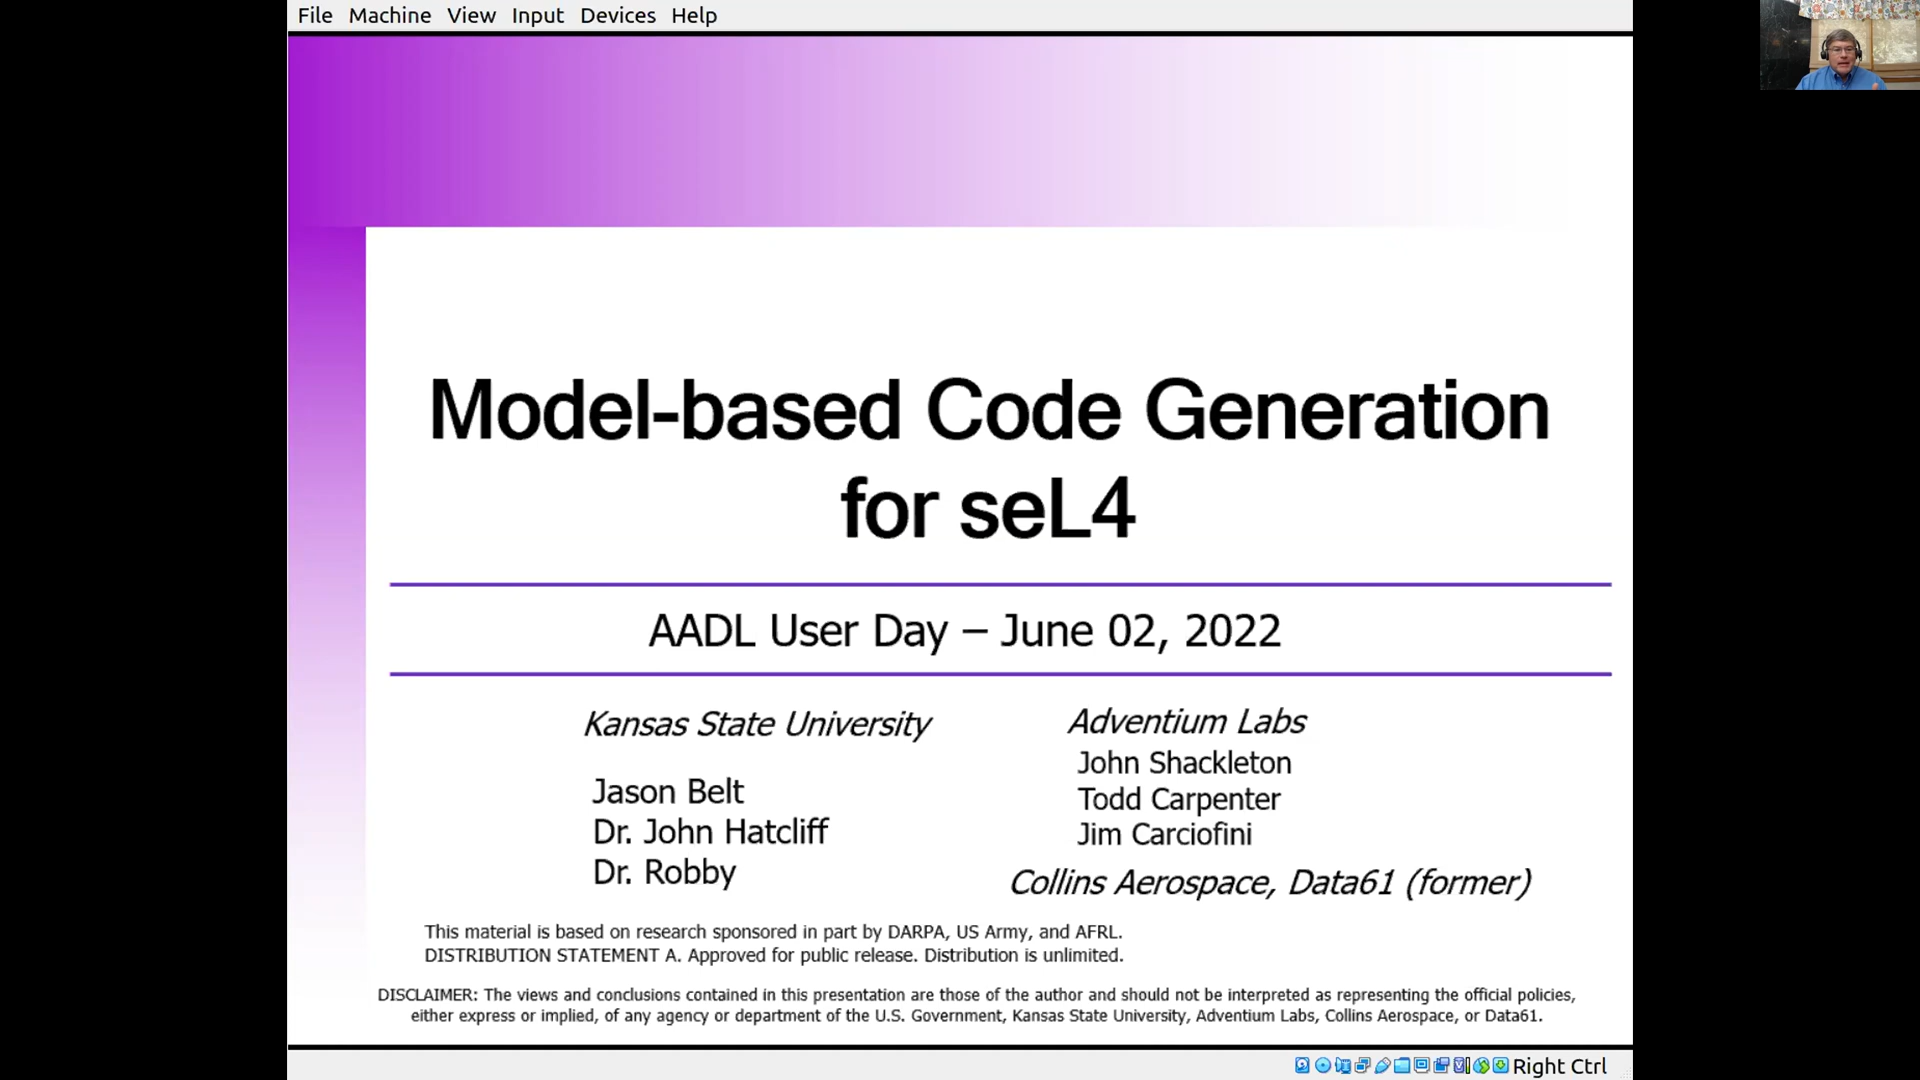 File Machine View Input Devices Help
Model-based Code Generation
for seL4
AADL User Day – June 02, 2022
Kansas State University
Jason Belt
Dr. John Hatcliff
Dr. Robby
Adventium Labs
John Shackleton
Todd Carpenter
Jim Carciofini
Collins Aerospace, Data61 (former)
This material is based on research sponsored in part by DARPA, US Army, and AFRL.
DISTRIBUTION STATEMENT A. Approved for public release. Distribution is unlimited.
DISCLAIMER: The views and conclusions contained in this presentation are those of the author and should not be interpreted as representing the official policies,
either express or implied, of any agency or department of the U.S. Government, Kansas State University, Adventium Labs, Collins Aerospace, or Data61.
Right Ctrl